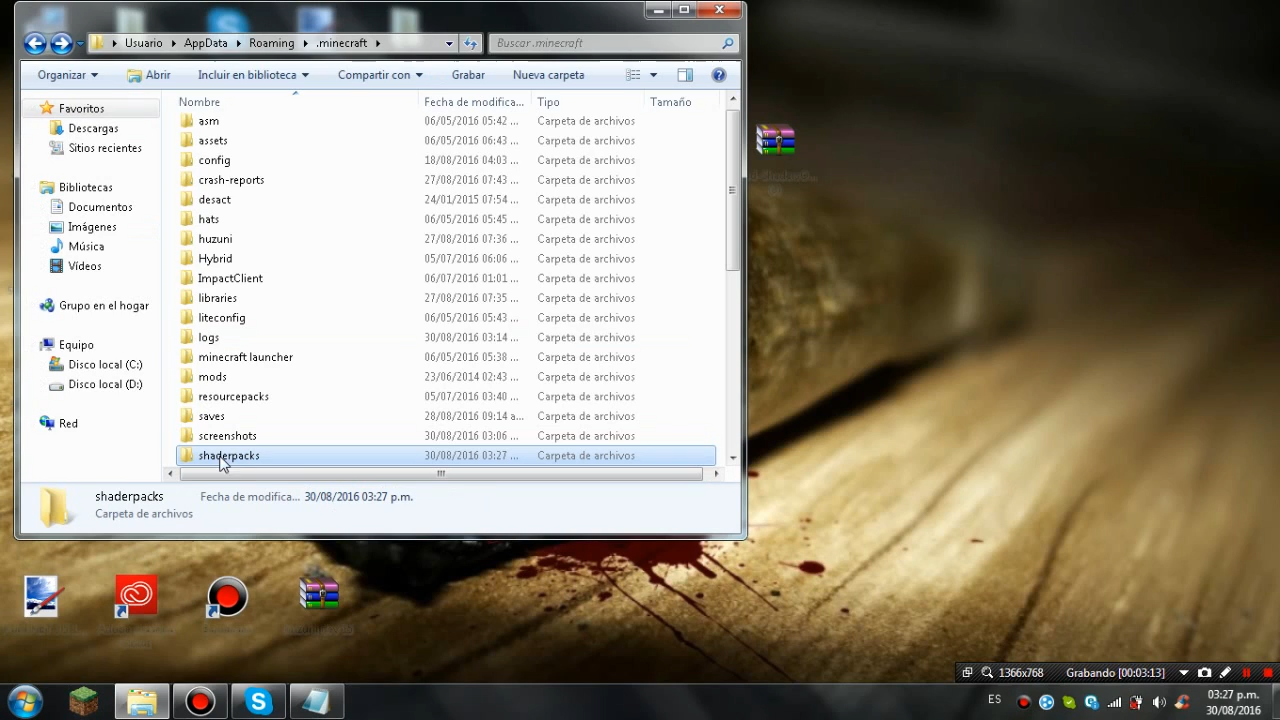 Usuario AppData Roaming .minecraft
Buscar .minecraft
Organizar Abrir Incluir en biblioteca Compartir con Grabar Nueva carpeta
Favoritos
Descargas
Sitios recientes
Bibliotecas
Documentos
Imágenes
Música
Vídeos
Grupo en el hogar
Equipo
Disco local (C:)
Disco local (D:)
Red
Nombre Fecha de modifica... Tipo Tamaño
asm 06/05/2016 05:42 ... Carpeta de archivos
assets 06/05/2016 06:43 ... Carpeta de archivos
config 18/08/2016 04:03 ... Carpeta de archivos
crash-reports 27/08/2016 07:43 ... Carpeta de archivos
desact 24/01/2015 07:54 ... Carpeta de archivos
hats 06/05/2016 05:45 ... Carpeta de archivos
huzuni 27/08/2016 07:36 ... Carpeta de archivos
Hybrid 05/07/2016 06:06 ... Carpeta de archivos
ImpactClient 06/07/2016 01:01 ... Carpeta de archivos
libraries 27/08/2016 07:35 ... Carpeta de archivos
liteconfig 06/05/2016 05:43 ... Carpeta de archivos
logs 30/08/2016 03:14 ... Carpeta de archivos
minecraft launcher 06/05/2016 05:38 ... Carpeta de archivos
mods 23/06/2014 02:43 ... Carpeta de archivos
resourcepacks 05/07/2016 03:40 ... Carpeta de archivos
saves 28/08/2016 09:14 a... Carpeta de archivos
screenshots 30/08/2016 03:06 ... Carpeta de archivos
shaderpacks 30/08/2016 03:27 ... Carpeta de archivos
shaderpacks Fecha de modifica... 30/08/2016 03:27 p.m.
Carpeta de archivos
1366x768 Grabando [00:03:13]
ES
03:27 p.m.
30/08/2016